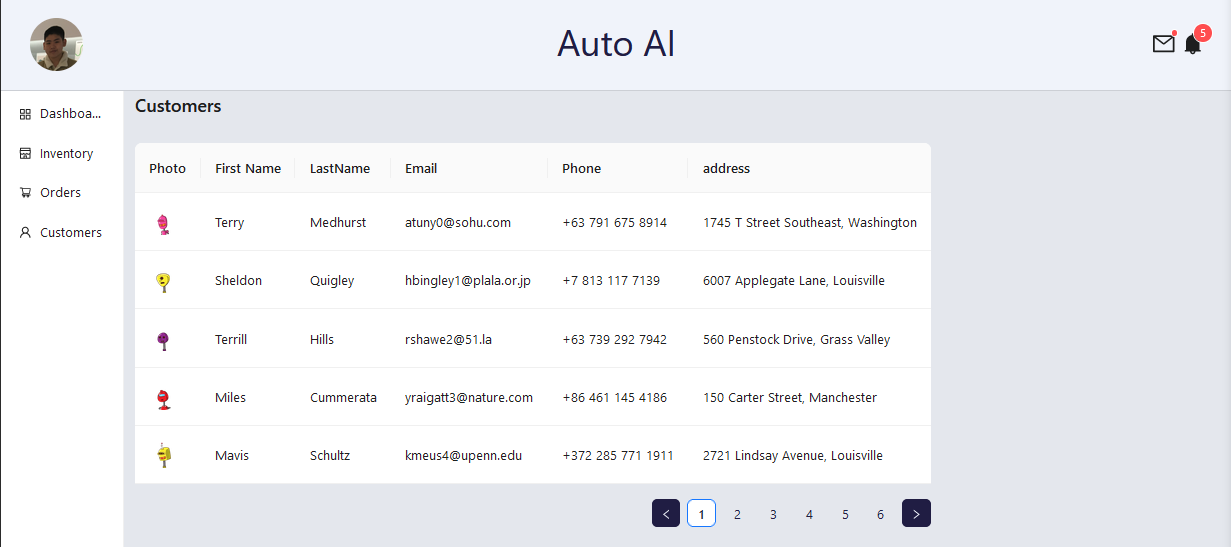 Auto AI
5
Dashboa...
Inventory
Orders
Customers
Customers
Photo First Name LastName Email Phone address
Terry Medhurst atuny0@sohu.com +63 791 675 8914 1745 T Street Southeast, Washington
Sheldon Quigley hbingley1@plala.or.jp +7 813 117 7139 6007 Applegate Lane, Louisville
Terrill Hills rshawe2@51.la +63 739 292 7942 560 Penstock Drive, Grass Valley
Miles Cummerata yraigatt3@nature.com +86 461 145 4186 150 Carter Street, Manchester
Mavis Schultz kmeus4@upenn.edu +372 285 771 1911 2721 Lindsay Avenue, Louisville
< 1 2 3 4 5 6 >